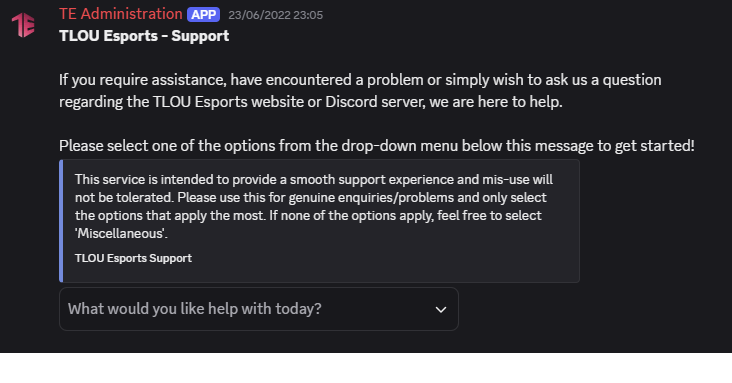 TE Administration APP 23/06/2022 23:05
TLOU Esports - Support
If you require assistance, have encountered a problem or simply wish to ask us a question
regarding the TLOU Esports website or Discord server, we are here to help.
Please select one of the options from the drop-down menu below this message to get started!
This service is intended to provide a smooth support experience and mis-use will
not be tolerated. Please use this for genuine enquiries/problems and only select
the options that apply the most. If none of the options apply, feel free to select
'Miscellaneous'.
TLOU Esports Support
What would you like help with today?